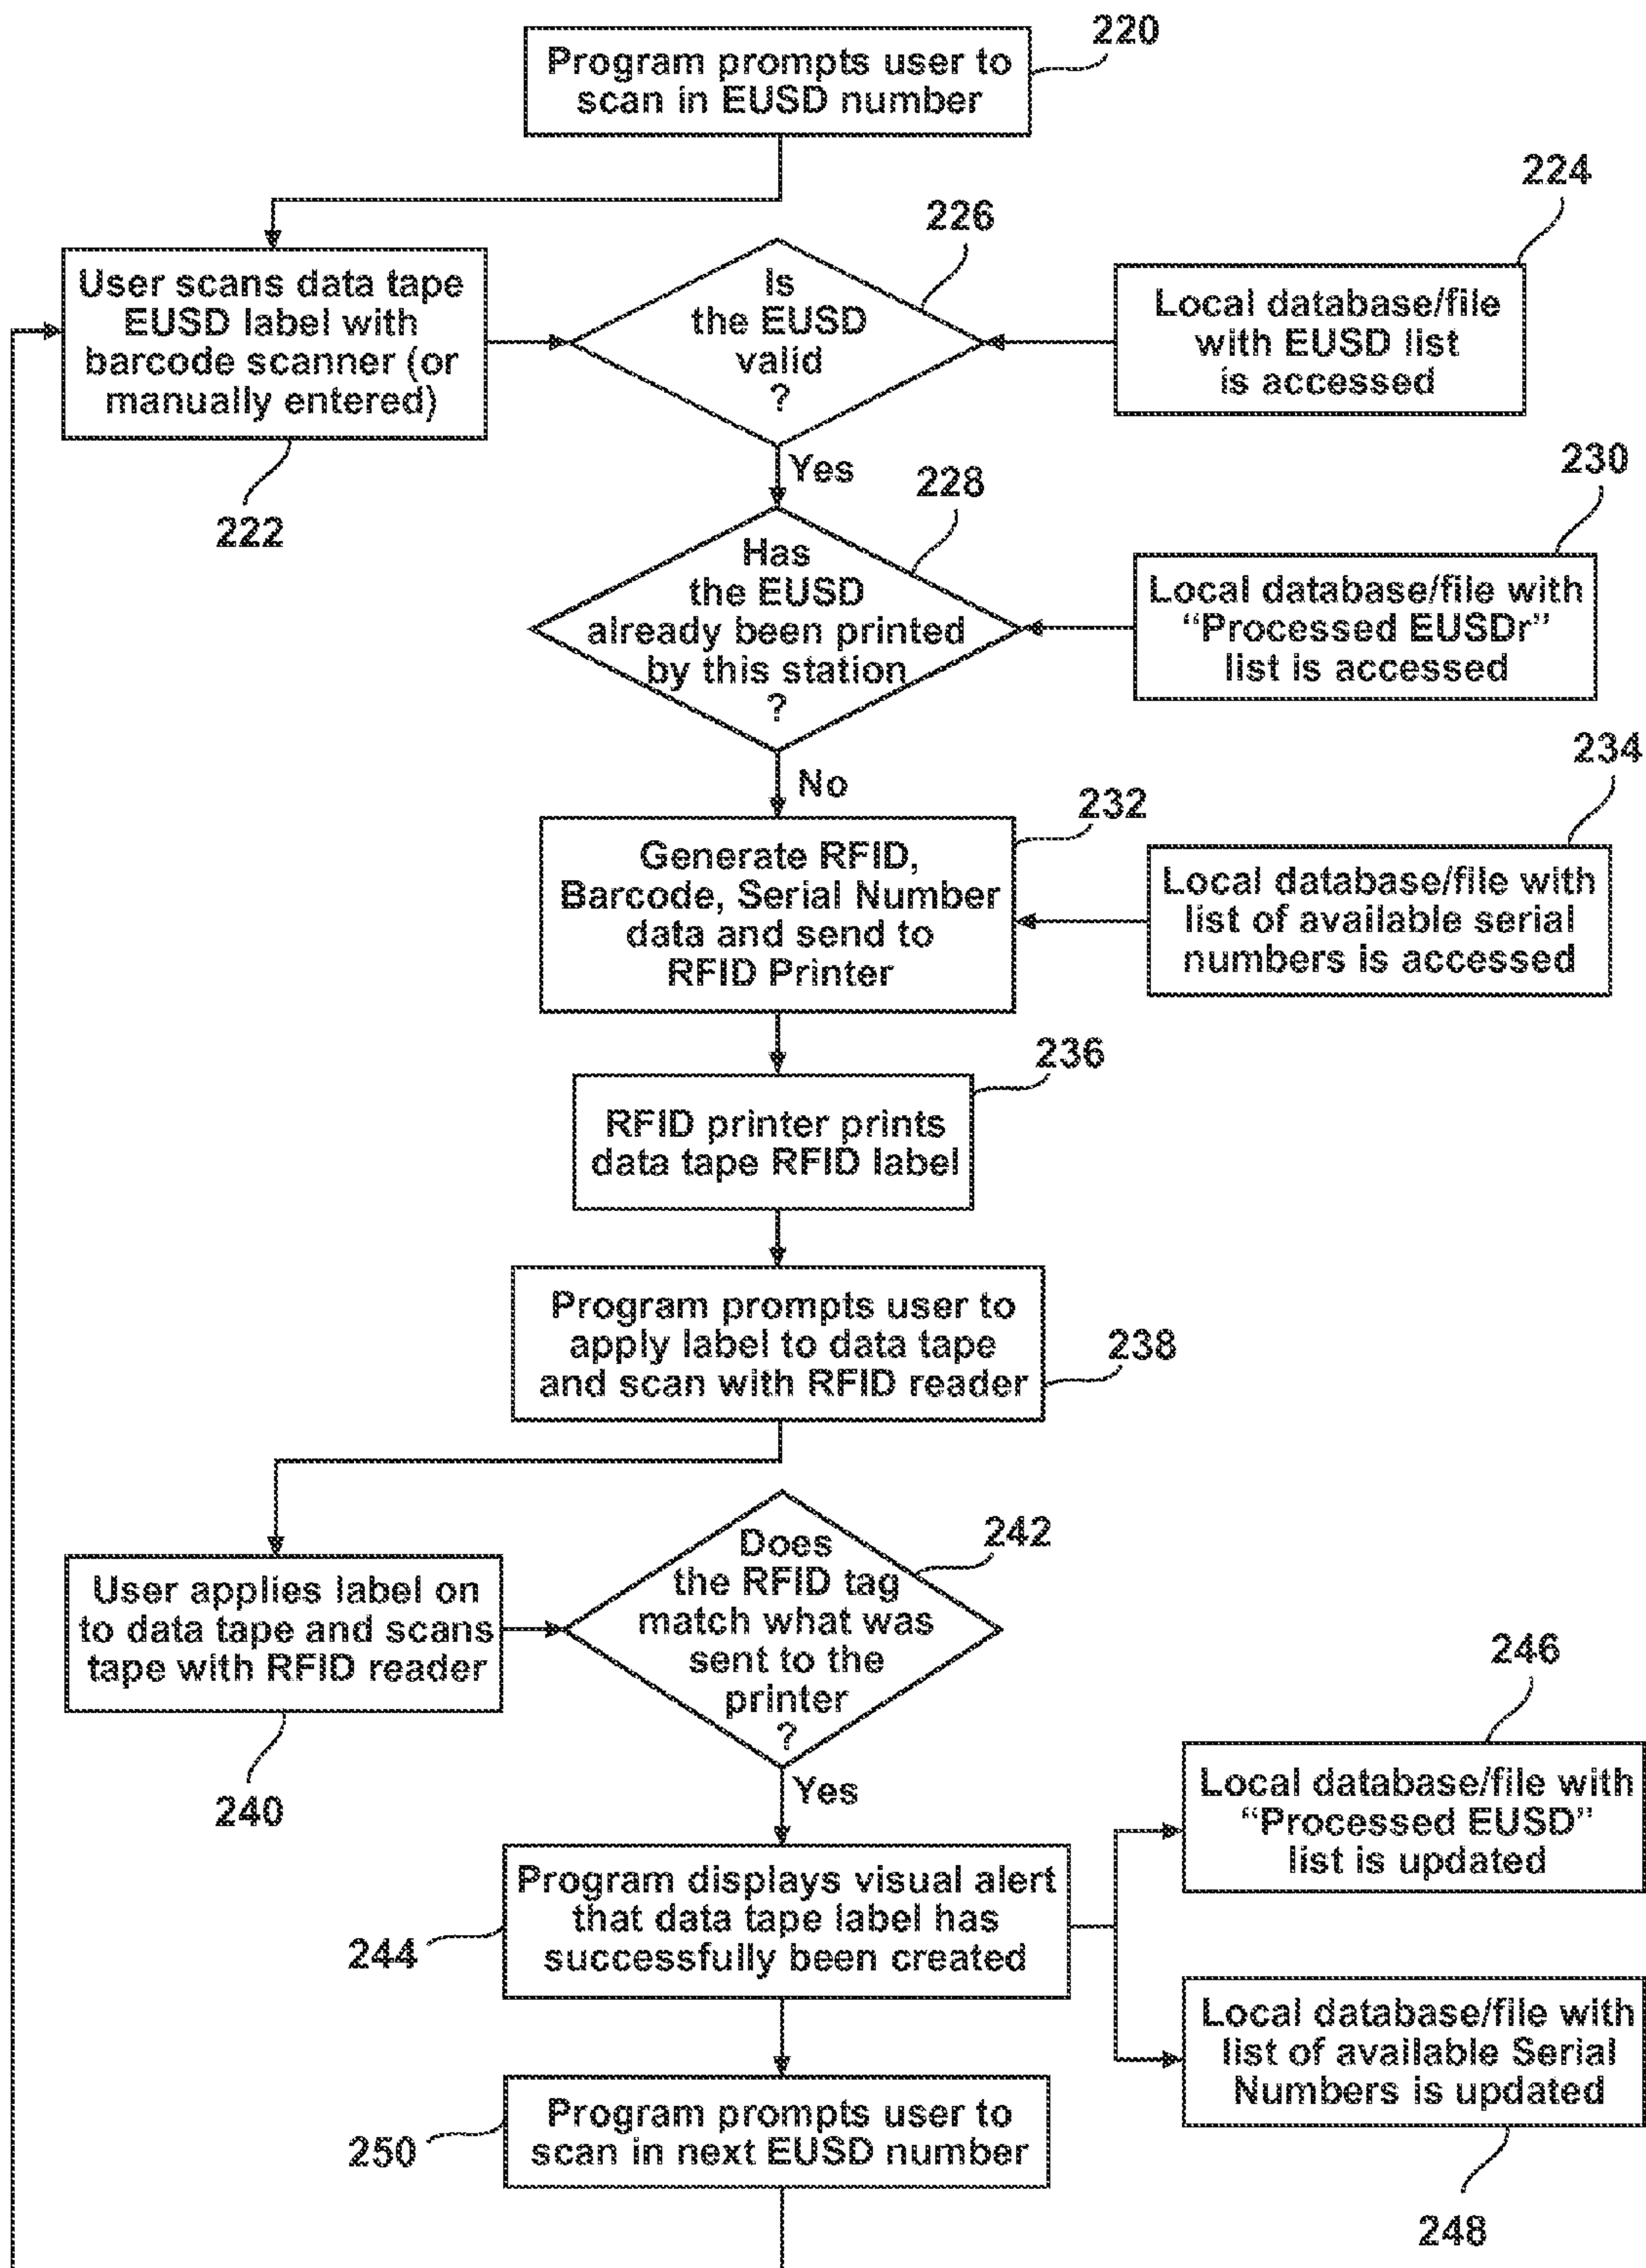 220
Program prompts user to
scan in EUSD number
224
226
User scans data tape
EUSD label with
barcode scanner (or
manually entered)
222
Is
the EUSD
valid
?
Local database/file
with EUSD list
is accessed
Yes
228
230
Has
the EUSD
already been printed
by this station
?
Local database/file with
“Processed EUSDr”
list is accessed
No
232
234
Generate RFID,
Barcode, Serial Number
data and send to
RFID Printer
Local database/file with
list of available serial
numbers is accessed
236
RFID printer prints
data tape RFID label
Program prompts user to
apply label to data tape
and scan with RFID reader
238
User applies label on
to data tape and scans
tape with RFID reader
240
242
Does
the RFID tag
match what was
sent to the
printer
?
Yes
246
Local database/file with
“Processed EUSD”
list is updated
Program displays visual alert
that data tape label has
successfully been created
244
Local database/file with
list of available Serial
Numbers is updated
248
Program prompts user to
scan in next EUSD number
250